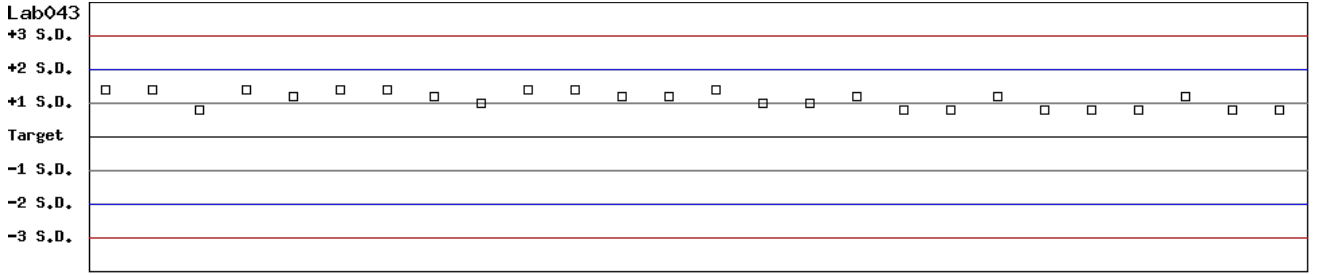 Lab043
+3 S.D.
+2 S.D.
+1 S.D.
Target
-1 S.D.
-2 S.D.
-3 S.D.